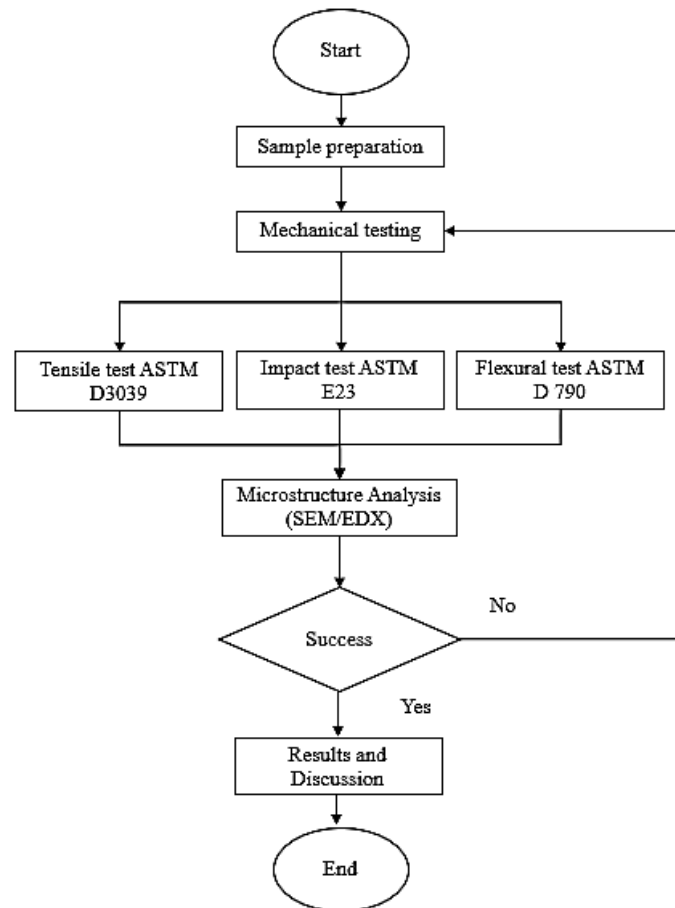 Start
Sample preparation
Mechanical testing
Tensile test ASTM
D3039
Impact test ASTM
E23
Flexural test ASTM
D 790
Microstructure Analysis
(SEM/EDX)
Success
No
Yes
Results and
Discussion
End